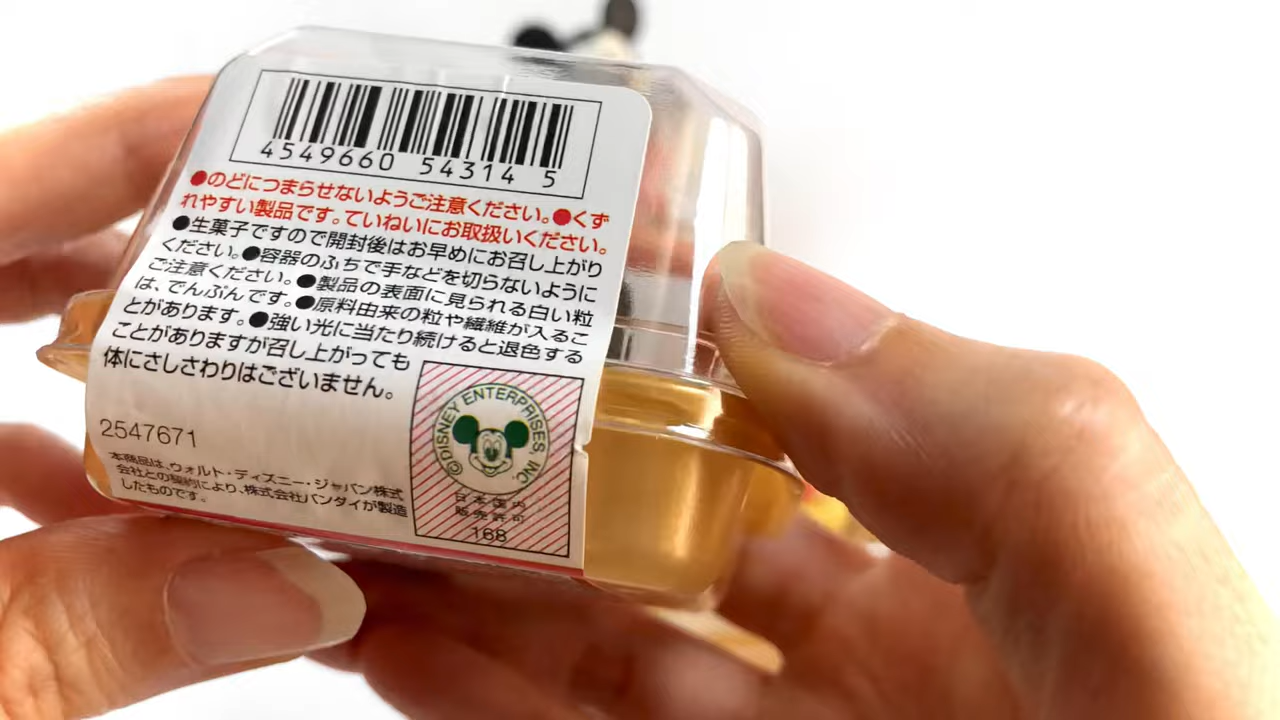 4549660 54314 5
●のどにつまらせないようご注意ください。●くず
れやすい製品です。ていねいにお取扱いください。
●生菓子ですので開封後はお早めにお召し上がり
ください。●容器のふちで手などを切らないように
ご注意ください。●製品の表面に見られる白い粒
は、でんぷんです。●原料由来の粒や繊維が入るこ
とがあります。●強い光に当たり続けると退色する
ことがありますが召し上がっても
体にさしさわりはございません。
2547671
本商品は、ウォルト・ディズニー・ジャパン株式
会社との契約により、株式会社バンダイが製造
したものです。
©DISNEY ENTERPRISES, INC.
日本国内
販売許可
168